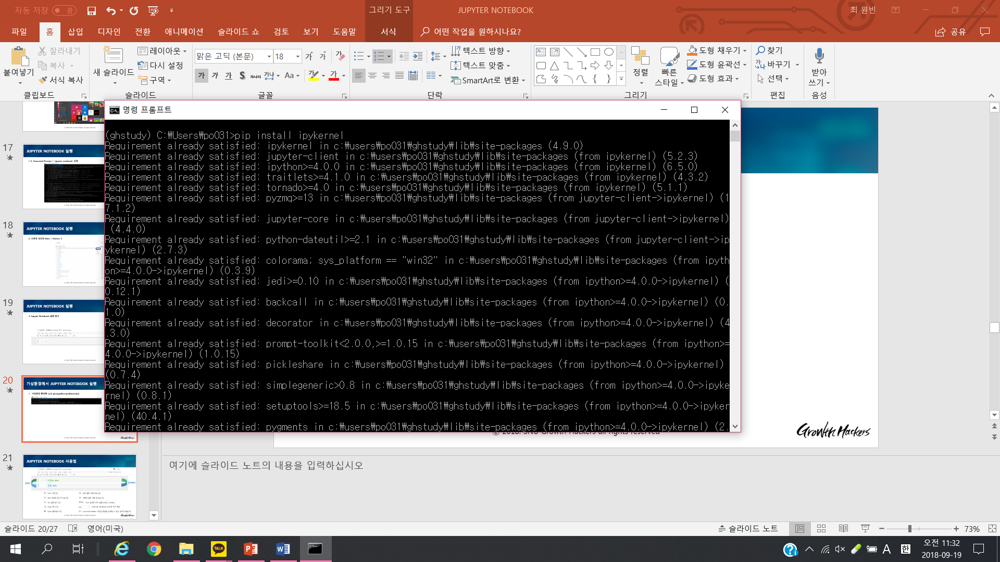 자동 저장 끔
그리기 도구
JUPYTER NOTEBOOK
최 원빈
파일 홈 삽입 디자인 전환 애니메이션 슬라이드 쇼 검토 보기 도움말 서식 어떤 작업을 원하시나요? 공유
붙여넣기 잘라내기 복사 서식 복사 클립보드
새 슬라이드 레이아웃 다시 설정 구역 슬라이드
맑은 고딕 (본문) 18 글꼴
텍스트 방향 텍스트 맞춤 SmartArt로 변환 단락
정렬 빠른 스타일 도형 채우기 도형 윤곽선 도형 효과 그리기
찾기 바꾸기 선택 편집
받아쓰기 음성
명령 프롬프트
(ghstudy) C:₩Users₩po031>pip install ipykernel
Requirement already satisfied: ipykernel in c:₩users₩po031₩ghstudy₩lib₩site-packages (4.9.0)
Requirement already satisfied: jupyter-client in c:₩users₩po031₩ghstudy₩lib₩site-packages (from ipykernel) (5.2.3)
Requirement already satisfied: ipython>=4.0.0 in c:₩users₩po031₩ghstudy₩lib₩site-packages (from ipykernel) (6.5.0)
Requirement already satisfied: traitlets>=4.1.0 in c:₩users₩po031₩ghstudy₩lib₩site-packages (from ipykernel) (4.3.2)
Requirement already satisfied: tornado>=4.0 in c:₩users₩po031₩ghstudy₩lib₩site-packages (from ipykernel) (5.1.1)
Requirement already satisfied: pyzmq>=13 in c:₩users₩po031₩ghstudy₩lib₩site-packages (from jupyter-client->ipykernel) (1
7.1.2)
Requirement already satisfied: jupyter-core in c:₩users₩po031₩ghstudy₩lib₩site-packages (from jupyter-client->ipykernel)
(4.4.0)
Requirement already satisfied: python-dateutil>=2.1 in c:₩users₩po031₩ghstudy₩lib₩site-packages (from jupyter-client->ip
ykernel) (2.7.3)
Requirement already satisfied: colorama; sys_platform == "win32" in c:₩users₩po031₩ghstudy₩lib₩site-packages (from ipyth
on>=4.0.0->ipykernel) (0.3.9)
Requirement already satisfied: jedi>=0.10 in c:₩users₩po031₩ghstudy₩lib₩site-packages (from ipython>=4.0.0->ipykernel) (
0.12.1)
Requirement already satisfied: backcall in c:₩users₩po031₩ghstudy₩lib₩site-packages (from ipython>=4.0.0->ipykernel) (0.
1.0)
Requirement already satisfied: decorator in c:₩users₩po031₩ghstudy₩lib₩site-packages (from ipython>=4.0.0->ipykernel) (4
.3.0)
Requirement already satisfied: prompt-toolkit<2.0.0,>=1.0.15 in c:₩users₩po031₩ghstudy₩lib₩site-packages (from ipython>=
4.0.0->ipykernel) (1.0.15)
Requirement already satisfied: pickleshare in c:₩users₩po031₩ghstudy₩lib₩site-packages (from ipython>=4.0.0->ipykernel)
(0.7.4)
Requirement already satisfied: simplegeneric>0.8 in c:₩users₩po031₩ghstudy₩lib₩site-packages (from ipython>=4.0.0->ipyke
rnel) (0.8.1)
Requirement already satisfied: setuptools>=18.5 in c:₩users₩po031₩ghstudy₩lib₩site-packages (from ipython>=4.0.0->ipyker
nel) (40.4.1)
Requirement already satisfied: pygments in c:₩users₩po031₩ghstudy₩lib₩site-packages (from ipython>=4.0.0->ipykernel) (2.
17
JUPYTER NOTEBOOK 실행
18
JUPYTER NOTEBOOK 실행
19
JUPYTER NOTEBOOK 실행
3. Jupyter Notebook 실행 완료
20
가상환경에서 JUPYTER NOTEBOOK 실행
21
JUPYTER NOTEBOOK 사용법
[esc]
[enter]
© 2018. SNU Growth Hackers all rights reserved
Growth Hackers
여기에 슬라이드 노트의 내용을 입력하십시오
슬라이드 20/27 영어(미국) 슬라이드 노트 73%
TALK
A 한
오전 11:32
2018-09-19